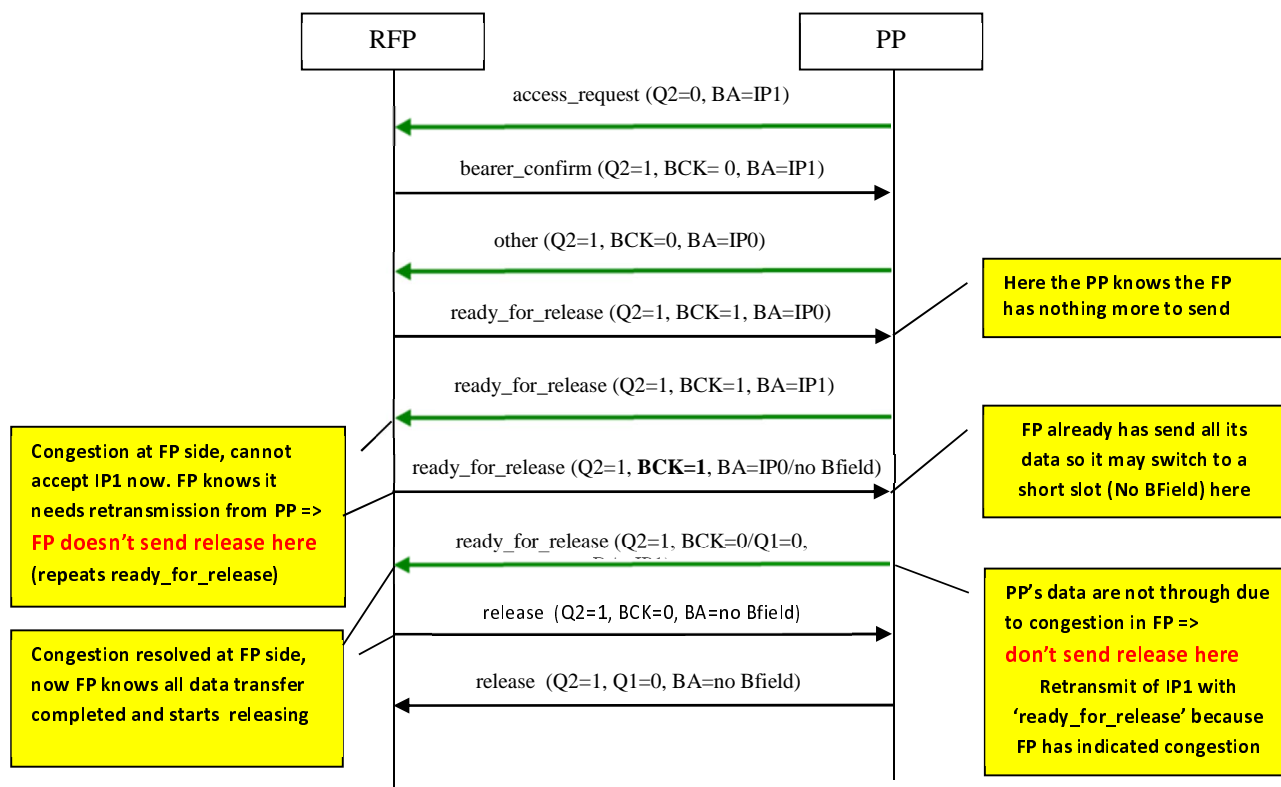 RFP
PP
access_request (Q2=0, BA=IP1)
bearer_confirm (Q2=1, BCK= 0, BA=IP1)
other (Q2=1, BCK=0, BA=IP0)
Here the PP knows the FP
has nothing more to send
ready_for_release (Q2=1, BCK=1, BA=IP0)
ready_for_release (Q2=1, BCK=1, BA=IP1)
Congestion at FP side, cannot
accept IP1 now. FP knows it
needs retransmission from PP =>
FP doesn't send release here
(repeats ready_for_release)
ready_for_release (Q2=1, BCK=1, BA=IP0/no Bfield)
FP already has send all its
data so it may switch to a
short slot (No BField) here
ready_for_release (Q2=1, BCK=0/Q1=0,
PP's data are not through due
to congestion in FP =>
don't send release here
Retransmit of IP1 with
'ready_for_release' because
FP has indicated congestion
release (Q2=1, BCK=0, BA=no Bfield)
Congestion resolved at FP side,
now FP knows all data transfer
completed and starts releasing
release (Q2=1, Q1=0, BA=no Bfield)